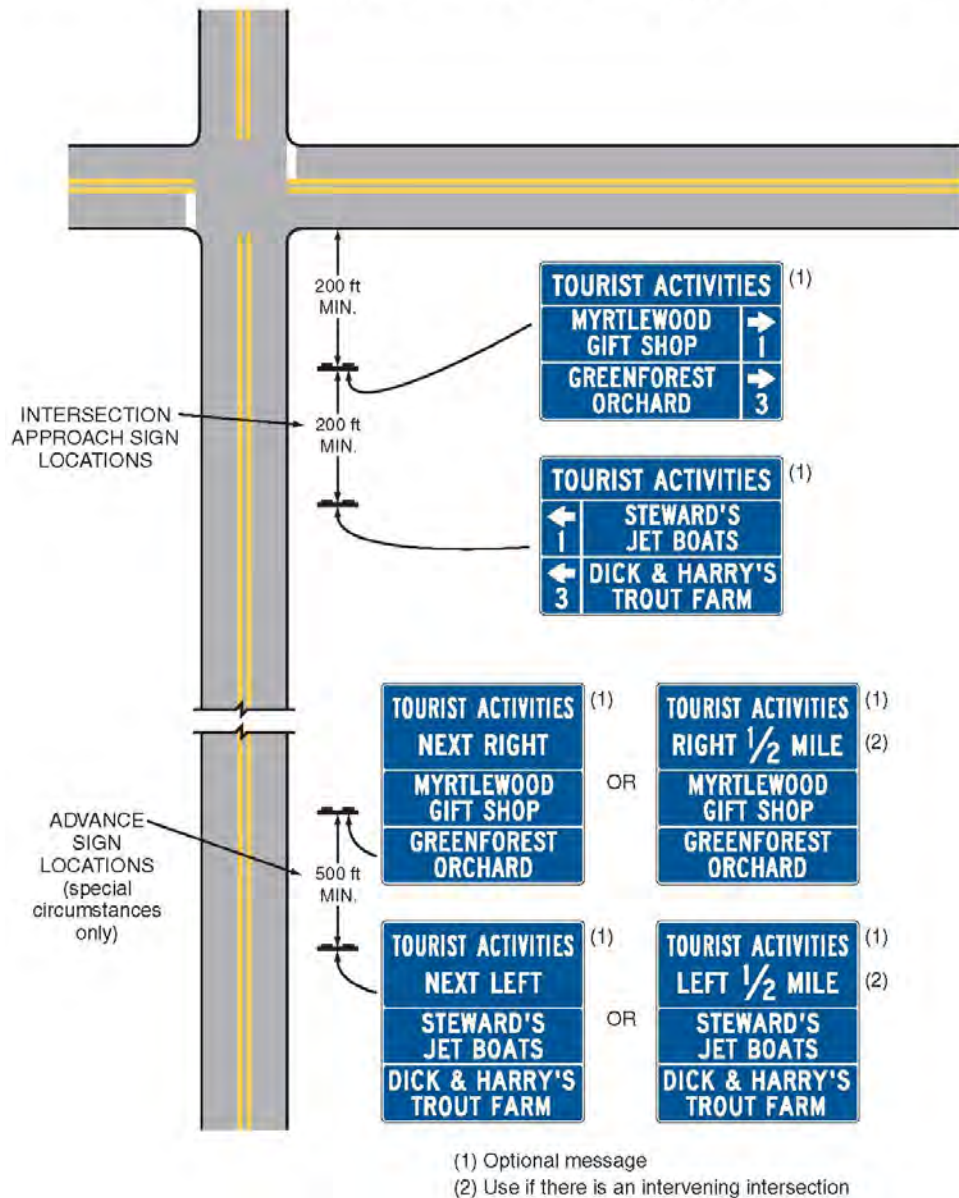 200 ft
MIN.
TOURIST ACTIVITIES (1)
MYRTLEWOOD
GIFT SHOP
1
GREENFOREST
ORCHARD
3
INTERSECTION
APPROACH SIGN
LOCATIONS
200 ft
MIN.
TOURIST ACTIVITIES (1)
1
STEWARD'S
JET BOATS
3
DICK & HARRY'S
TROUT FARM
TOURIST ACTIVITIES (1)
NEXT RIGHT
MYRTLEWOOD
GIFT SHOP
GREENFOREST
ORCHARD
OR
TOURIST ACTIVITIES (1)
RIGHT 1/2 MILE (2)
MYRTLEWOOD
GIFT SHOP
GREENFOREST
ORCHARD
ADVANCE
SIGN
LOCATIONS
(special
circumstances
only)
500 ft
MIN.
TOURIST ACTIVITIES (1)
NEXT LEFT
STEWARD'S
JET BOATS
DICK & HARRY'S
TROUT FARM
OR
TOURIST ACTIVITIES (1)
LEFT 1/2 MILE (2)
STEWARD'S
JET BOATS
DICK & HARRY'S
TROUT FARM
(1) Optional message
(2) Use if there is an intervening intersection